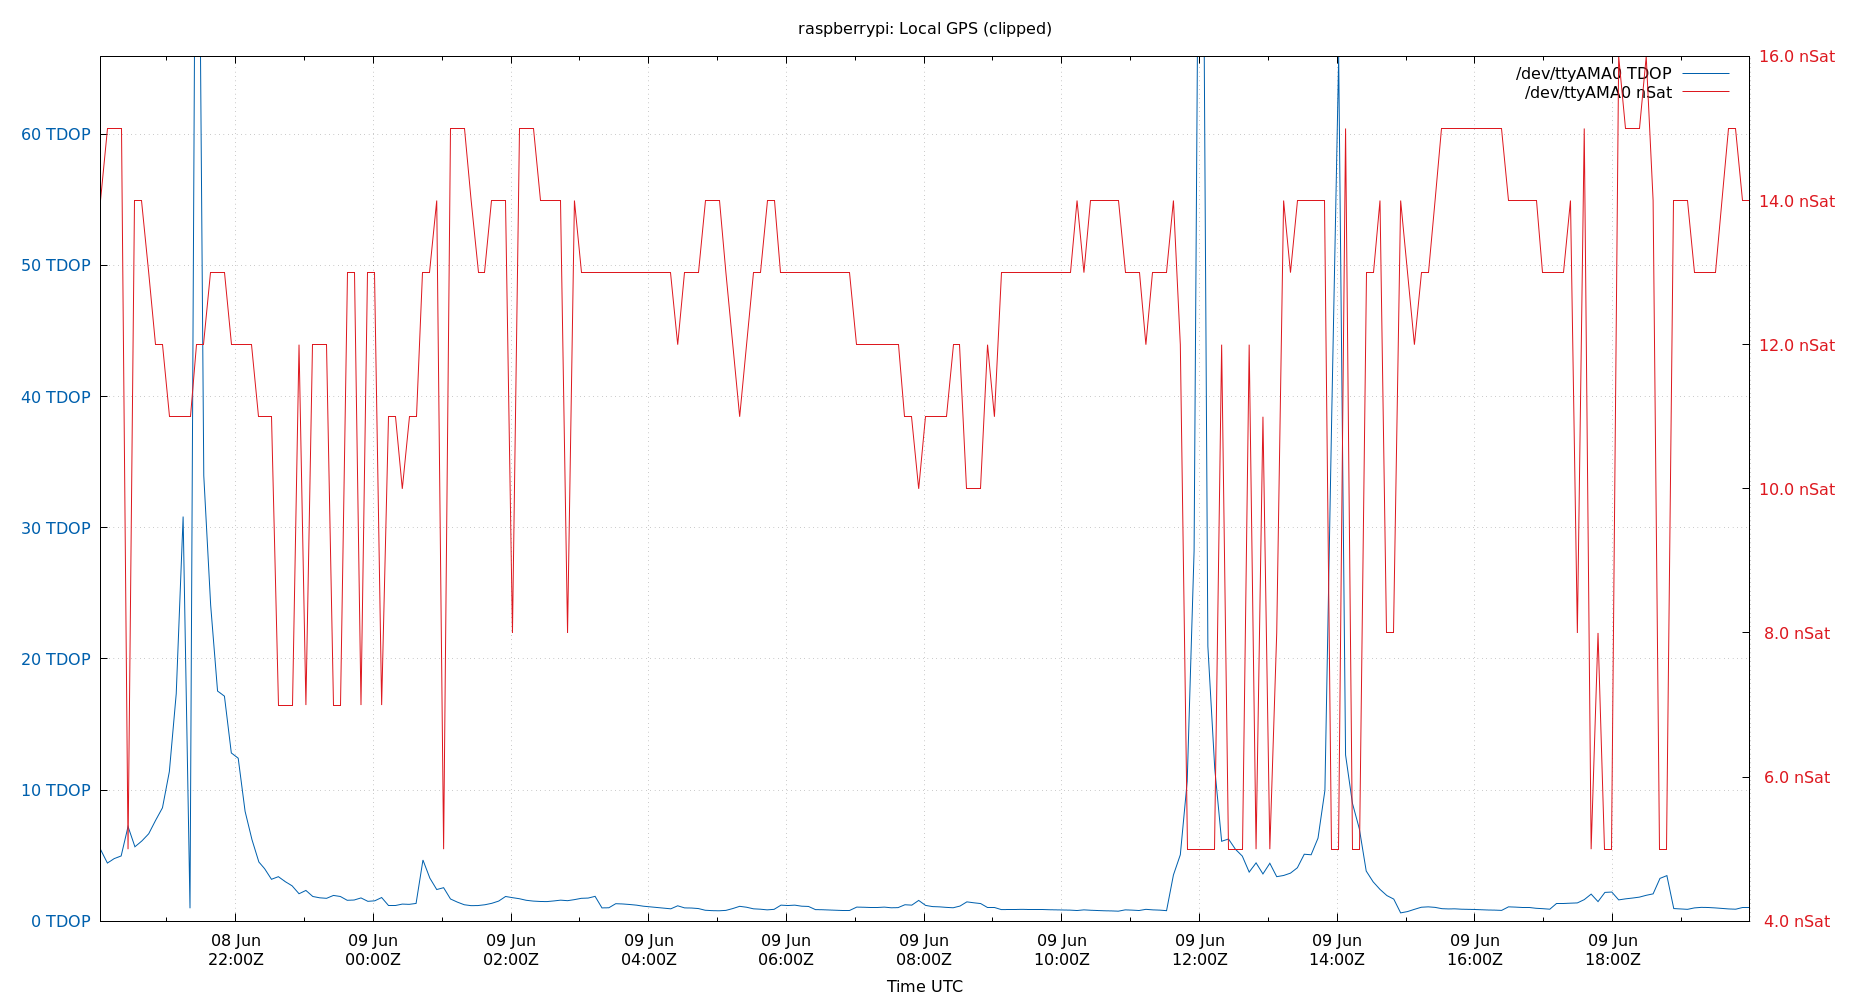 raspberrypi: Local GPS (clipped)
/dev/ttyAMA0 TDOP
/dev/ttyAMA0 nSat
60 TDOP
50 TDOP
40 TDOP
30 TDOP
20 TDOP
10 TDOP
0 TDOP
16.0 nSat
14.0 nSat
12.0 nSat
10.0 nSat
8.0 nSat
6.0 nSat
4.0 nSat
08 Jun
22:00Z
09 Jun
00:00Z
09 Jun
02:00Z
09 Jun
04:00Z
09 Jun
06:00Z
09 Jun
08:00Z
09 Jun
10:00Z
09 Jun
12:00Z
09 Jun
14:00Z
09 Jun
16:00Z
09 Jun
18:00Z
Time UTC